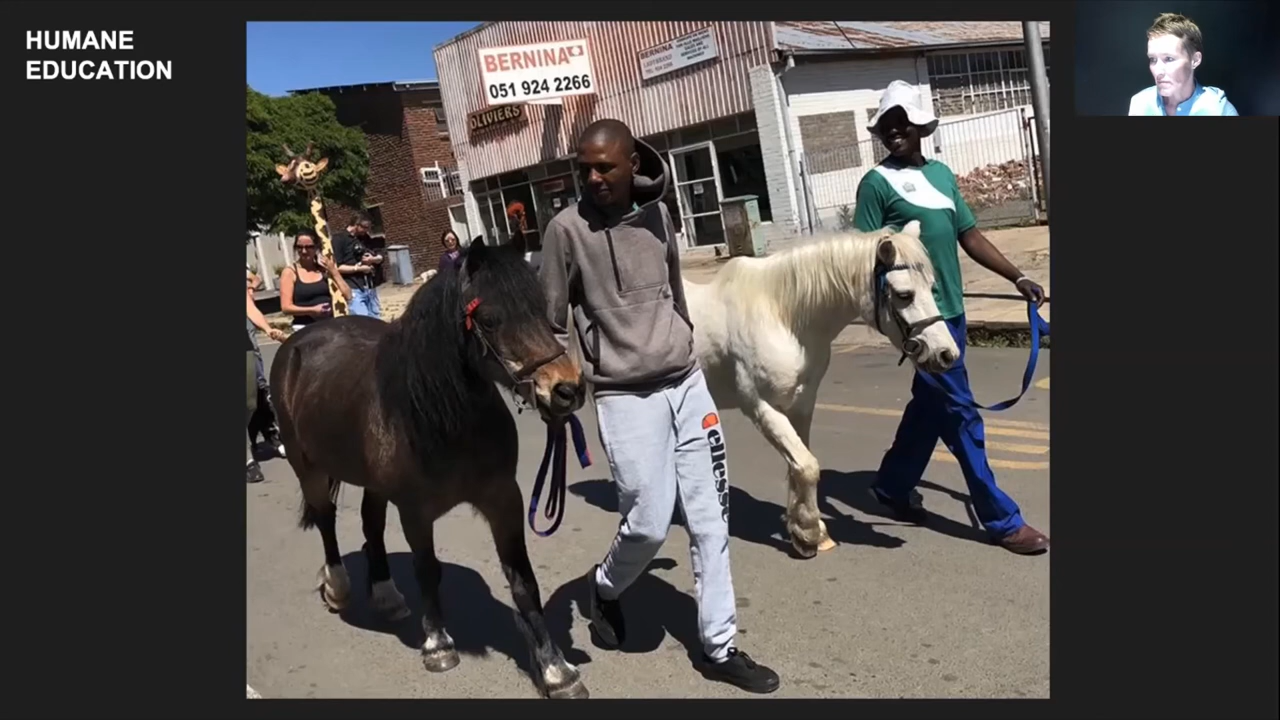 HUMANE
EDUCATION
BERNINA
051 924 2266
BERNINA
OLIVIERS
ellesse